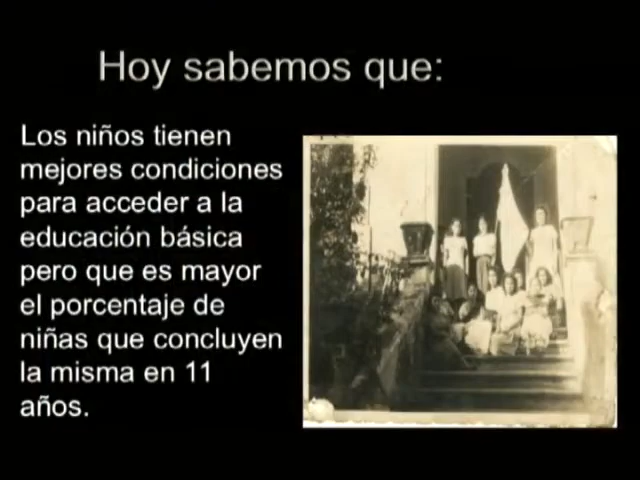 Hoy sabemos que:
Los niños tienen
mejores condiciones
para acceder a la
educación básica
pero que es mayor
el porcentaje de
niñas que concluyen
la misma en 11
años.